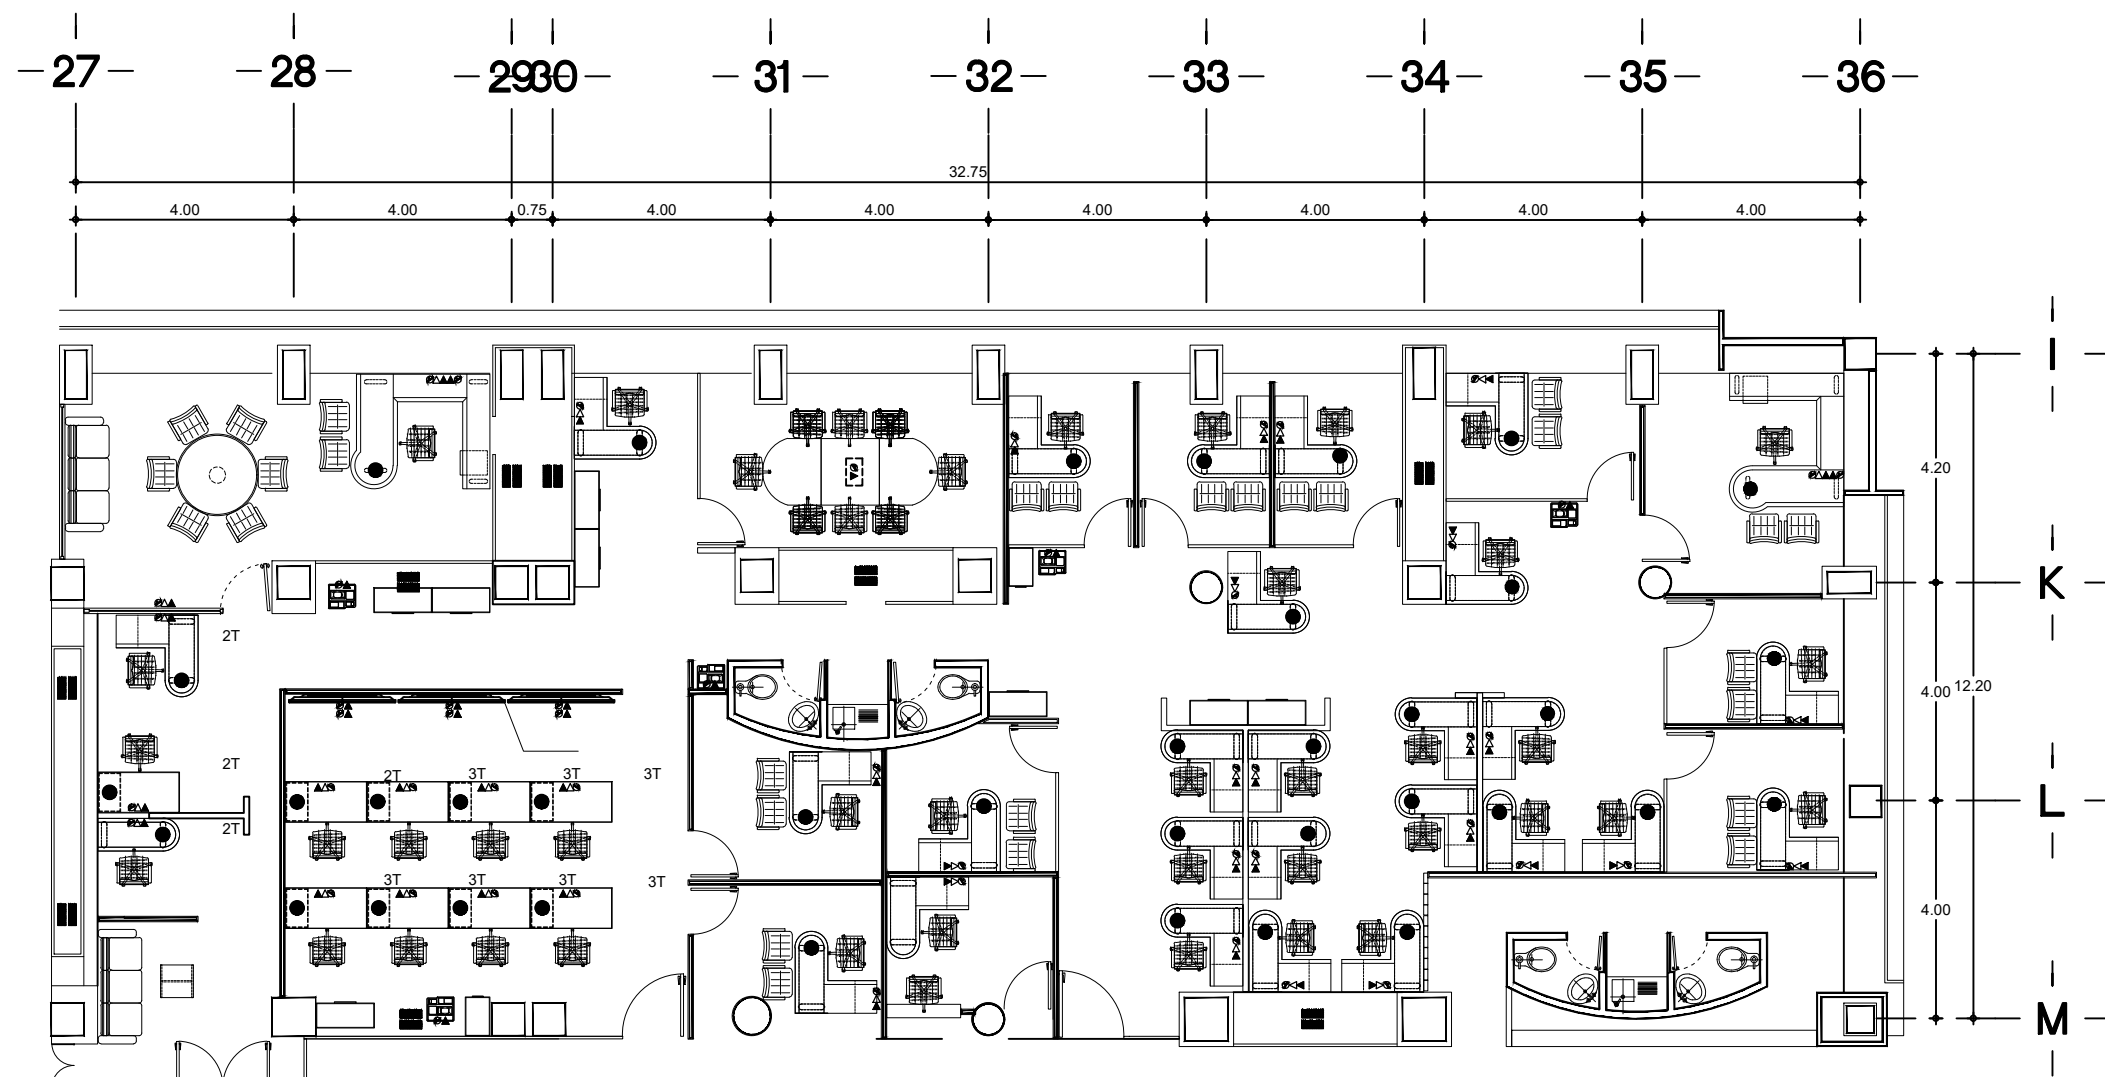 27 28 29 30 31 32 33 34 35 36
32.75
4.00 4.00 0.75 4.00 4.00 4.00 4.00 4.00 4.00
I
4.20
K
2T
4.00 12.20
2T
2T 3T 3T 3T
L
2T
3T 3T 3T 3T
4.00
M